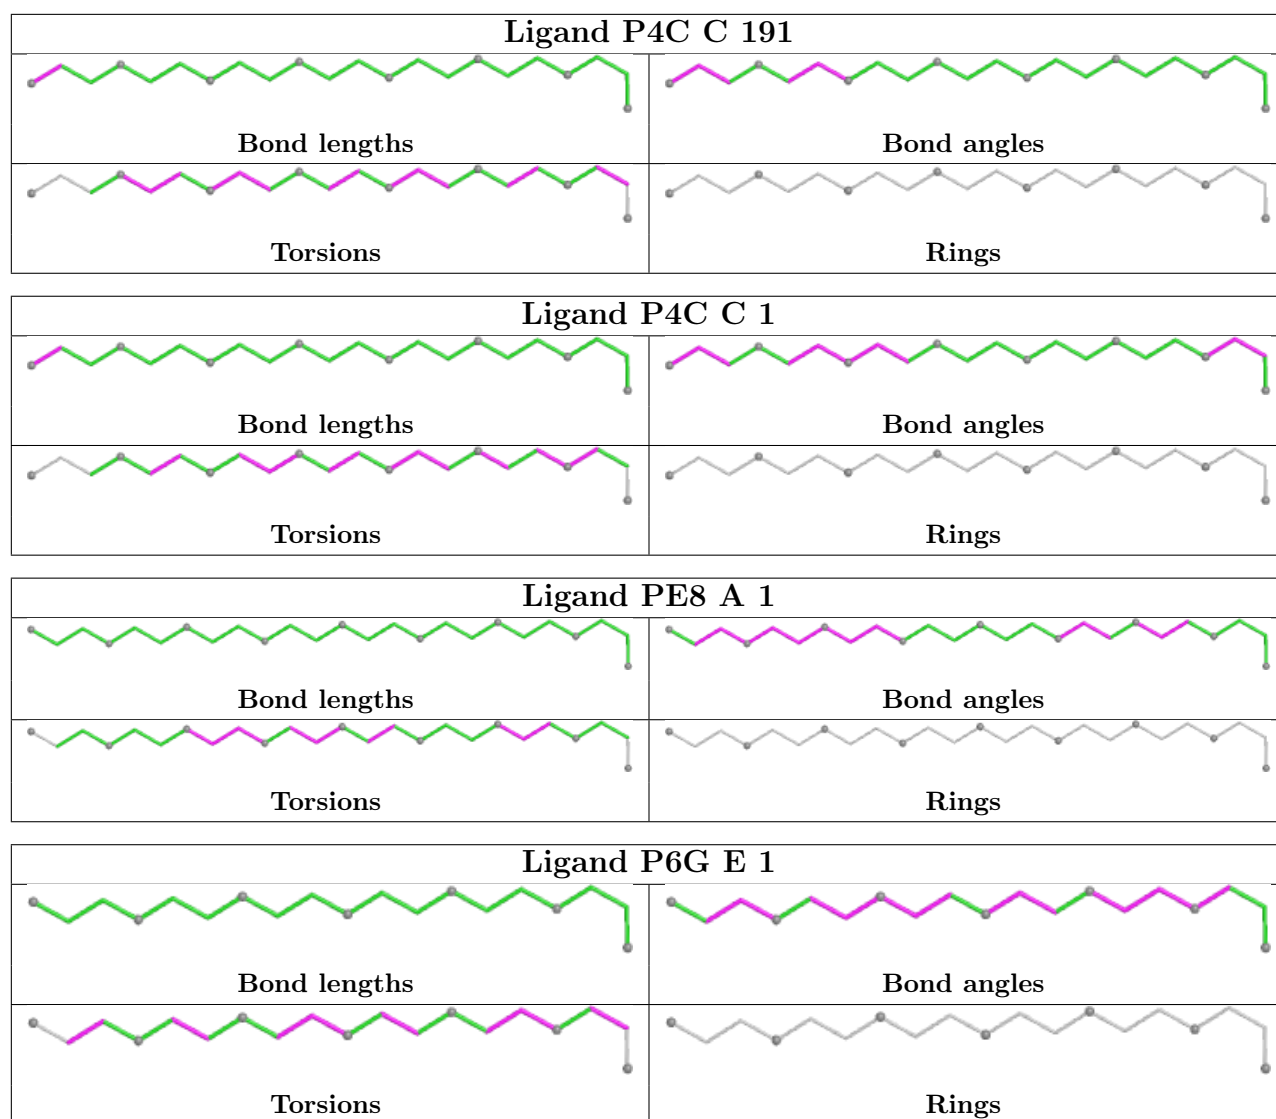 Ligand P4C C 191
Bond lengths Bond angles
Torsions Rings
Ligand P4C C 1
Bond lengths Bond angles
Torsions Rings
Ligand PE8 A 1
Bond lengths Bond angles
Torsions Rings
Ligand P6G E 1
Bond lengths Bond angles
Torsions Rings